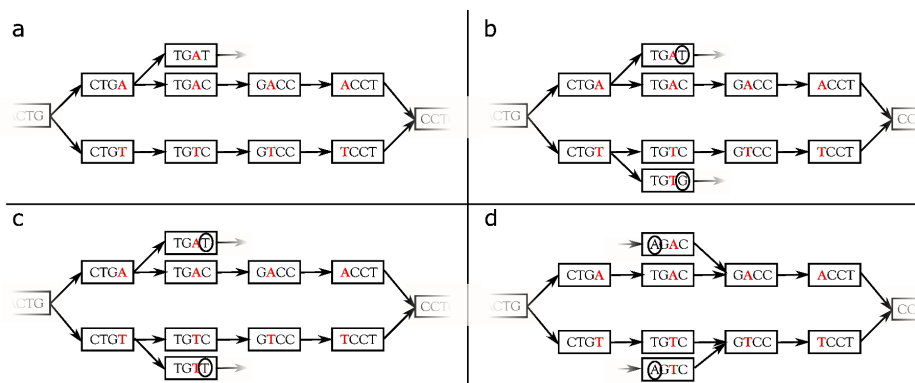 a
TGAT
CTGA TGAC GACC ACCT
ACTG CCT
CTGT TGTC GTCC TCCT
b
TGAT
CTGA TGAC GACC ACCT
ACTG CC
CTGT TGTC GTCC TCCT
TGTG
c
TGAT
CTGA TGAC GACC ACCT
ACTG CCT
CTGT TGTC GTCC TCCT
TGTT
d
AGAC
CTGA TGAC GACC ACCT
ACTG CC
CTGT TGTC GTCC TCCT
AGTC